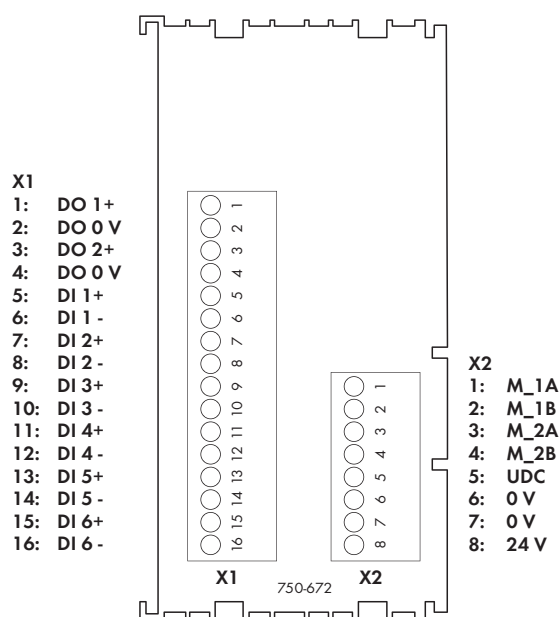 X1
1: DO 1+
2: DO 0 V
3: DO 2+
4: DO 0 V
5: DI 1+
6: DI 1 -
7: DI 2+
8: DI 2 -
9: DI 3+
10: DI 3 -
11: DI 4+
12: DI 4 -
13: DI 5+
14: DI 5 -
15: DI 6+
16: DI 6 -
1
2
3
4
5
6
7
8
9
10
11
12
13
14
15
16
X1
1
2
3
4
5
6
7
8
X2
750-672
X2
1: M_1A
2: M_1B
3: M_2A
4: M_2B
5: UDC
6: 0 V
7: 0 V
8: 24 V